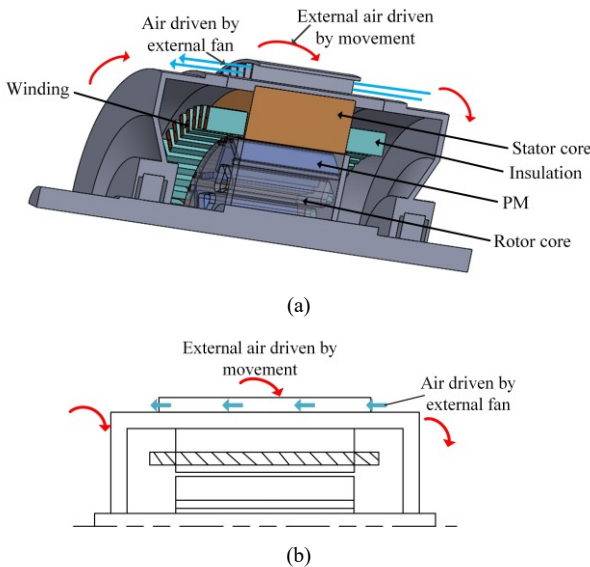 Air driven by
external fan
External air driven
by movement
Winding
Stator core
Insulation
PM
Rotor core
(a)
External air driven by
movement
Air driven by
external fan
(b)